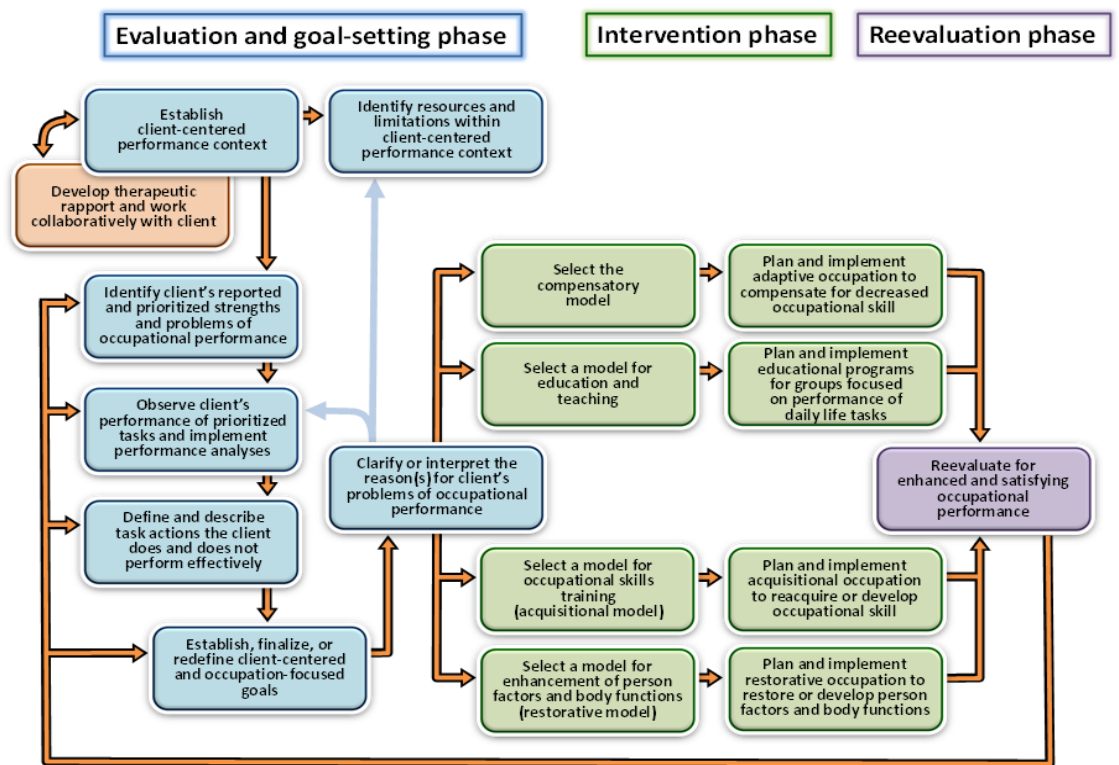 Evaluation and goal-setting phase
Intervention phase
Reevaluation phase
Establish
client-centered
performance context
Identify resources and
limitations within
client-centered
performance context
Develop therapeutic
rapport and work
collaboratively with client
Identify client’s reported
and prioritized strengths
and problems of
occupational performance
Observe client’s
performance of prioritized
tasks and implement
performance analyses
Define and describe
task actions the client
does and does not
perform effectively
Establish, finalize, or
redefine client-centered
and occupation-focused
goals
Clarify or interpret the
reason(s) for client’s
problems of occupational
performance
Select the
compensatory
model
Plan and implement
adaptive occupation to
compensate for decreased
occupational skill
Select a model for
education and
teaching
Plan and implement
educational programs
for groups focused
on performance of
daily life tasks
Select a model for
occupational skills
training
(acquisitional model)
Plan and implement
acquisitional occupation
to reacquire or develop
occupational skill
Select a model for
enhancement of person
factors and body functions
(restorative model)
Plan and implement
restorative occupation to
restore or develop person
factors and body functions
Reevaluate for
enhanced and satisfying
occupational
performance